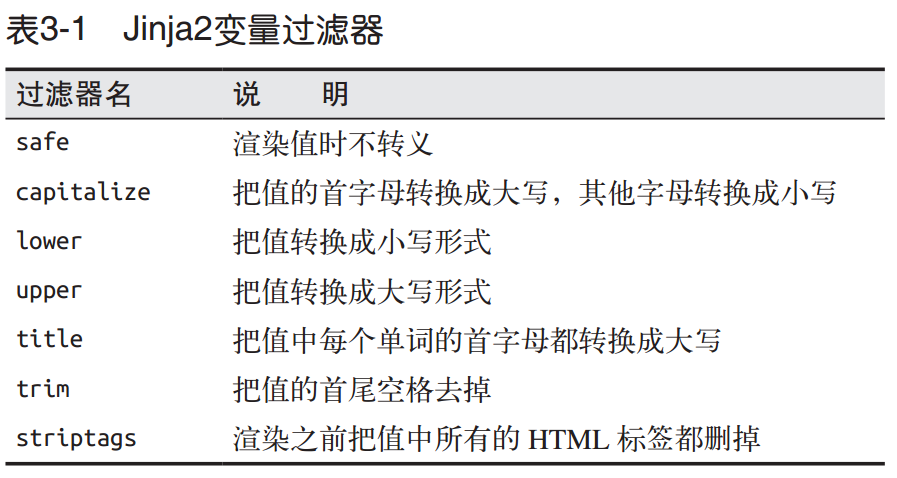 表3-1 Jinja2变量过滤器
过滤器名 说 明
safe 渲染值时不转义
capitalize 把值的首字母转换成大写，其他字母转换成小写
lower 把值转换成小写形式
upper 把值转换成大写形式
title 把值中每个单词的首字母都转换成大写
trim 把值的首尾空格去掉
striptags 渲染之前把值中所有的 HTML 标签都删掉